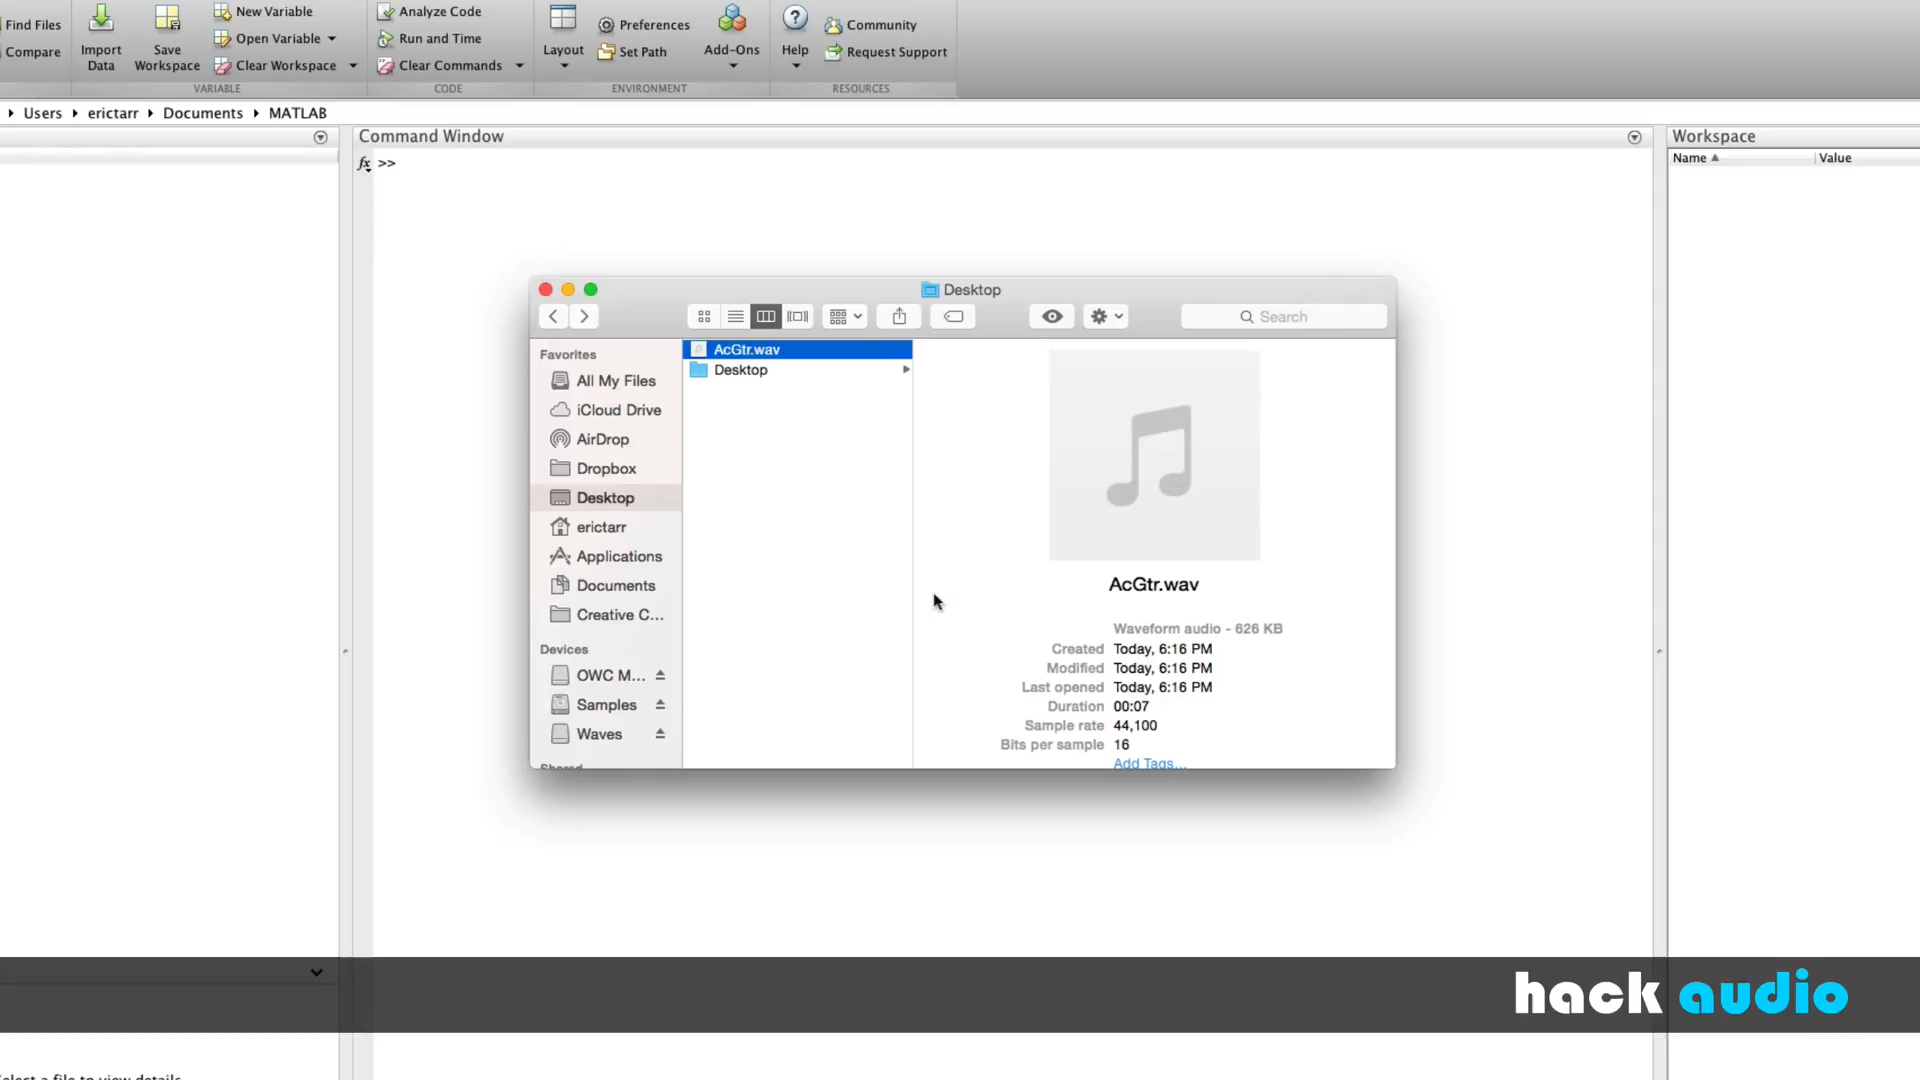 Find Files
Compare
Import Data
Save Workspace
New Variable
Open Variable
Clear Workspace
VARIABLE
Analyze Code
Run and Time
Clear Commands
CODE
Layout
Preferences
Set Path
Add-Ons
ENVIRONMENT
Help
Community
Request Support
RESOURCES
Users erictarr Documents MATLAB
Command Window
Workspace
Name Value
fx >>
Desktop
Search
Favorites
All My Files
iCloud Drive
AirDrop
Dropbox
Desktop
erictarr
Applications
Documents
Creative C...
Devices
OWC M...
Samples
Waves
AcGtr.wav
Desktop
AcGtr.wav
Waveform audio - 626 KB
Created Today, 6:16 PM
Modified Today, 6:16 PM
Last opened Today, 6:16 PM
Duration 00:07
Sample rate 44,100
Bits per sample 16
Add Tags...
hack audio